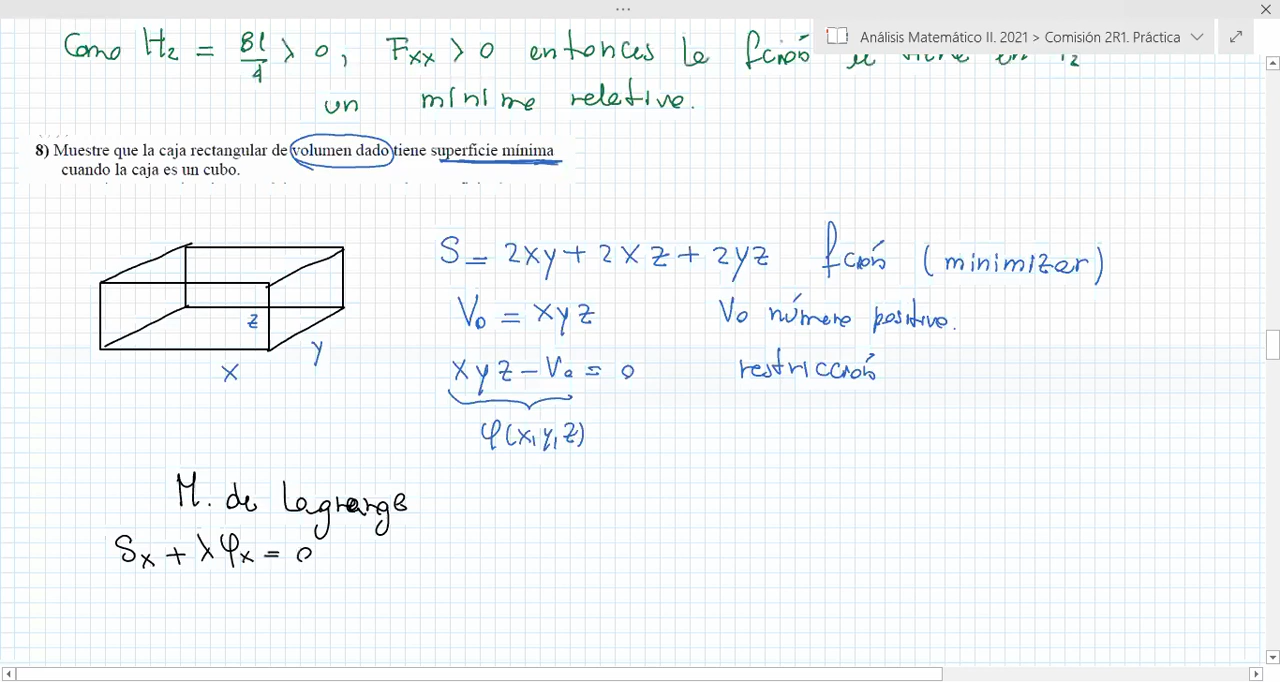 Análisis Matemático II. 2021 > Comisión 2R1. Práctica
Como H₂ = 81/4 > 0, Fxx > 0 entonces la fción
un mínimo relativo.
8) Muestre que la caja rectangular de volumen dado tiene superficie mínima
cuando la caja es un cubo.
S = 2xy + 2xz + 2yz fción (minimizar)
V₀ = xyz V₀ número positivo.
xyz - V₀ = 0 restricción
φ(x,y,z)
z
y
x
M. de Lagrange
Sx + λφx = 0